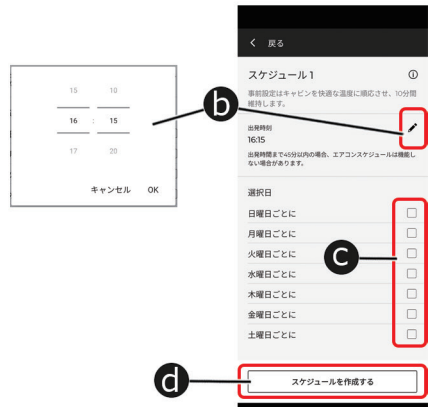 15 10
16 : 15
17 20
キャンセル OK
b
戻る
スケジュール 1
事前設定はキャビンを快適な温度に順応させ、10分間
維持します。
出発時刻
16:15
出発時間まで45分以内の場合、エアコンスケジュールは機能し
ない場合があります。
選択日
日曜日ごとに
月曜日ごとに
火曜日ごとに
水曜日ごとに
木曜日ごとに
金曜日ごとに
土曜日ごとに
c
d
スケジュールを作成する